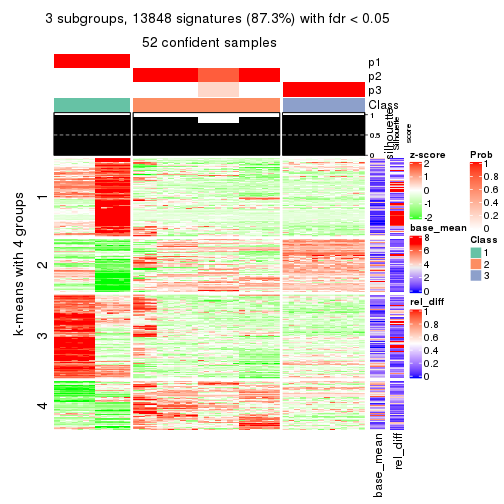 3 subgroups, 13848 signatures (87.3%) with fdr < 0.05
52 confident samples
p1
p2
p3
Class
silhouette
Silhouette
score
1
0.5
0
k-means with 4 groups
1
2
3
4
base_mean
rel_diff
z-score
2
1
0
-1
-2
base_mean
8
6
4
2
0
rel_diff
1
0.8
0.6
0.4
0.2
0
Prob
1
0.8
0.6
0.4
0.2
0
Class
1
2
3